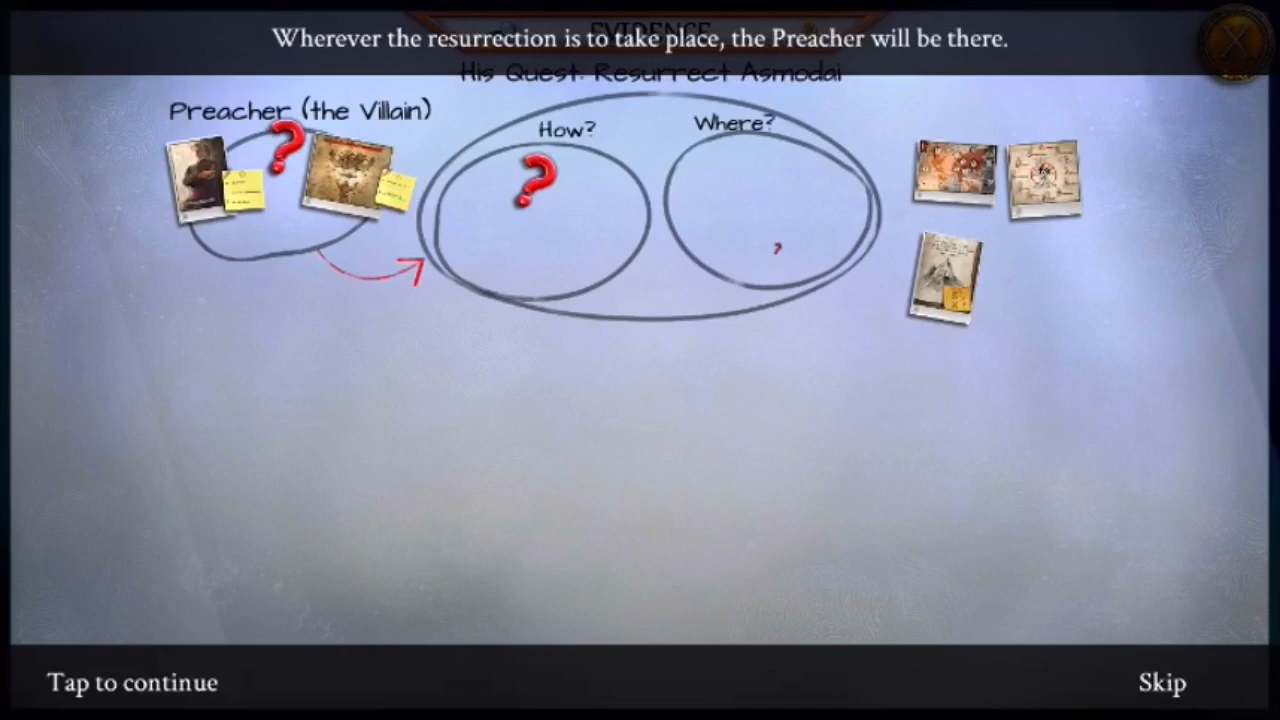 EVIDENCE
Wherever the resurrection is to take place, the Preacher will be there.
His Quest: Resurrect Asmodai
Preacher (the Villain)
How?
Where?
?
?
?
Tap to continue
Skip